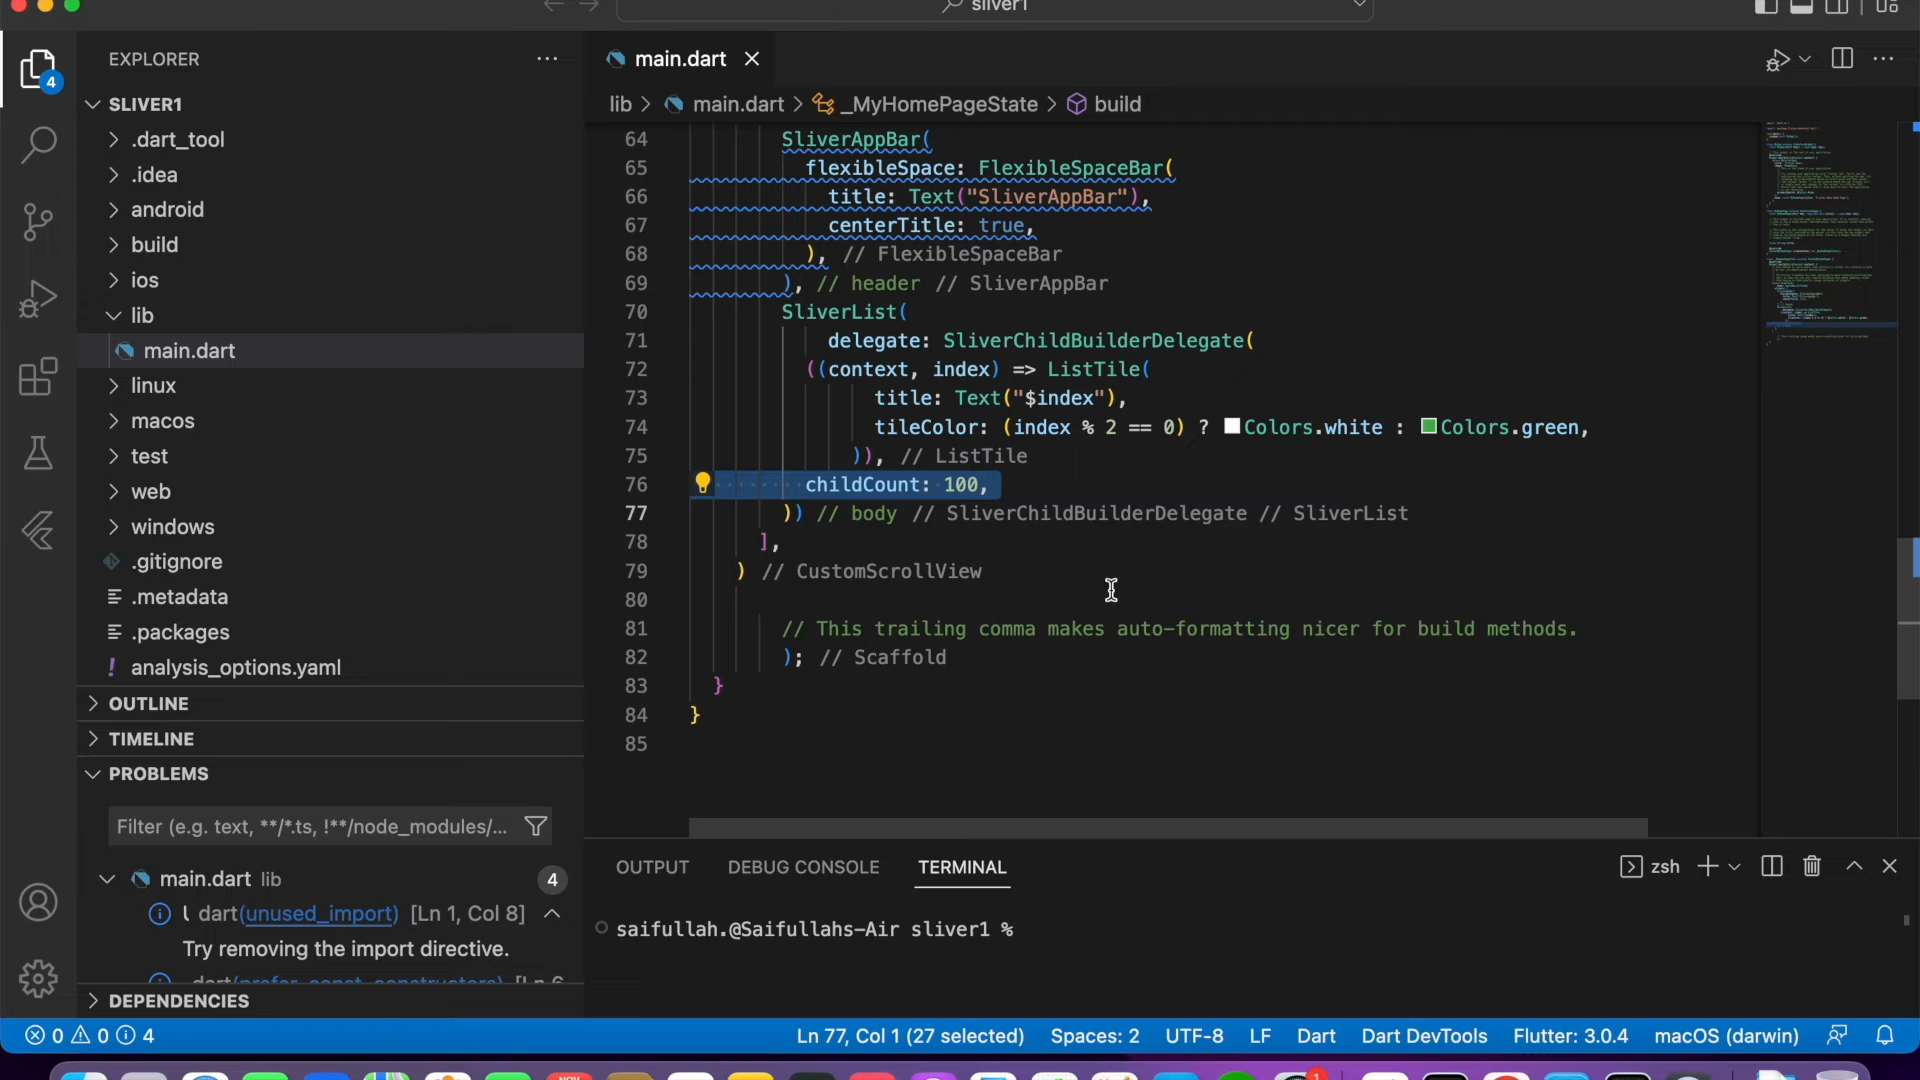 sliver1
EXPLORER
4
SLIVER1
.dart_tool
.idea
android
build
ios
lib
main.dart
linux
macos
test
web
windows
.gitignore
.metadata
.packages
analysis_options.yaml
OUTLINE
TIMELINE
PROBLEMS
Filter (e.g. text, **/*.ts, !**/node_modules/...
main.dart lib 4
dart(unused_import) [Ln 1, Col 8]
Try removing the import directive.
dart(prefer_const_constructors) [Ln 6
DEPENDENCIES
main.dart
lib > main.dart > _MyHomePageState > build
64 SliverAppBar(
65 flexibleSpace: FlexibleSpaceBar(
66 title: Text("SliverAppBar"),
67 centerTitle: true,
68 ), // FlexibleSpaceBar
69 ), // header // SliverAppBar
70 SliverList(
71 delegate: SliverChildBuilderDelegate(
72 ((context, index) => ListTile(
73 title: Text("$index"),
74 tileColor: (index % 2 == 0) ? Colors.white : Colors.green,
75 )), // ListTile
76 childCount: 100,
77 )) // body // SliverChildBuilderDelegate // SliverList
78 ],
79 ) // CustomScrollView
80
81 // This trailing comma makes auto-formatting nicer for build methods.
82 ); // Scaffold
83 }
84 }
85
OUTPUT DEBUG CONSOLE TERMINAL
zsh
saifullah.@Saifullahs-Air sliver1 %
0 0 4
Ln 77, Col 1 (27 selected) Spaces: 2 UTF-8 LF Dart Dart DevTools Flutter: 3.0.4 macOS (darwin)
NOV
1